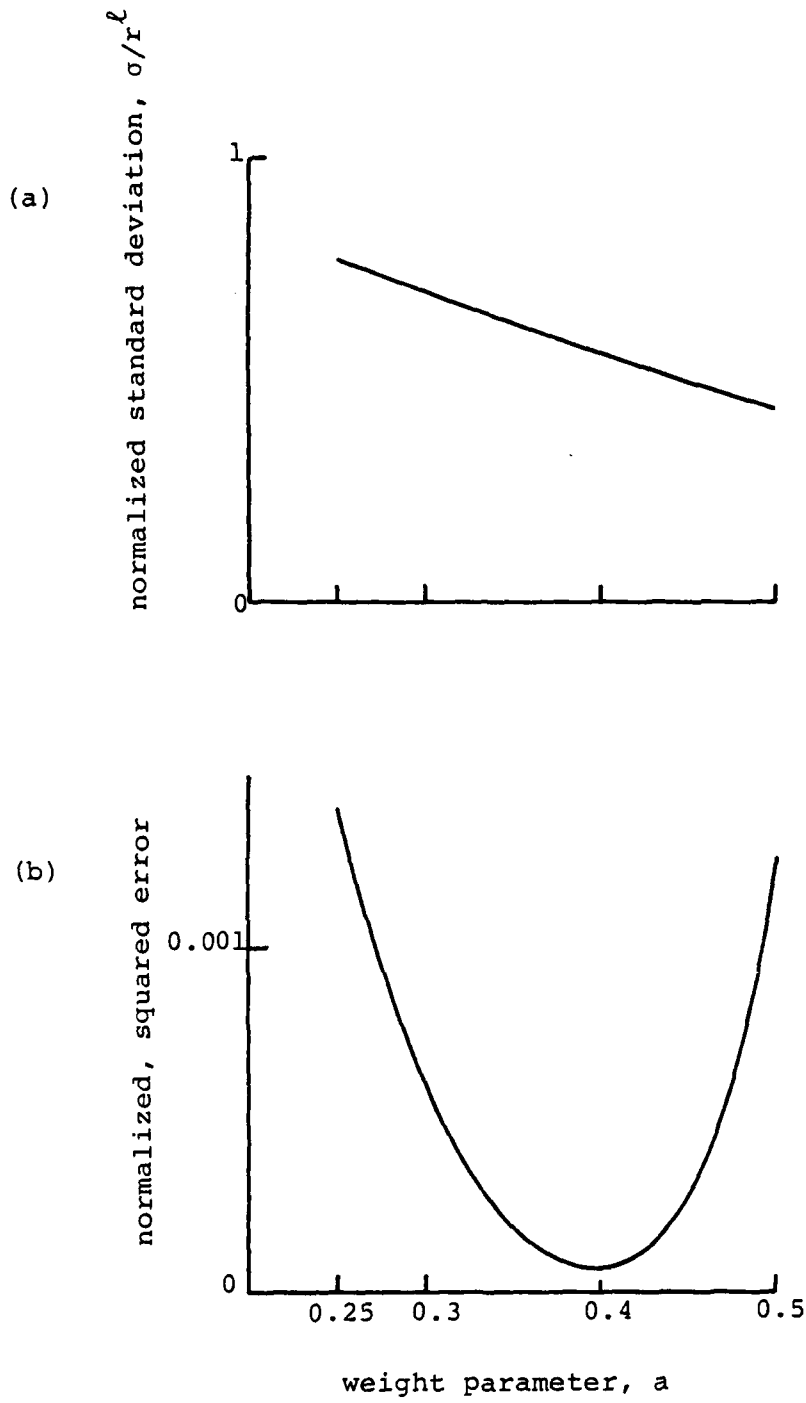 (a)
normalized standard deviation, σ/r^ℓ
1
0
(b)
normalized, squared error
0.001
0
0.25 0.3 0.4 0.5
weight parameter, a